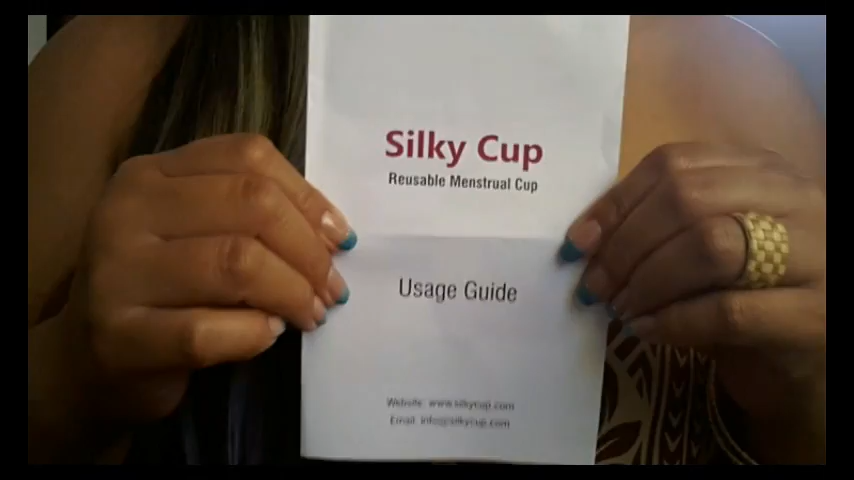 Silky Cup
Reusable Menstrual Cup
Usage Guide
Website: www.silkycup.com
Email: info@silkycup.com